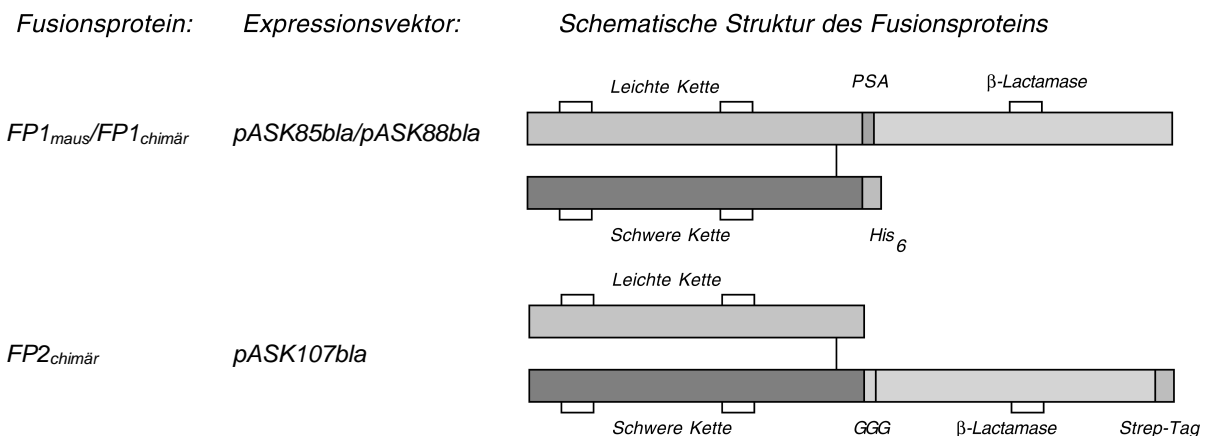 Fusionsprotein: Expressionsvektor: Schematische Struktur des Fusionsproteins
Leichte Kette PSA β-Lactamase
FP1maus/FP1chimär pASK85bla/pASK88bla
Schwere Kette His6
Leichte Kette
FP2chimär pASK107bla
Schwere Kette GGG β-Lactamase Strep-Tag